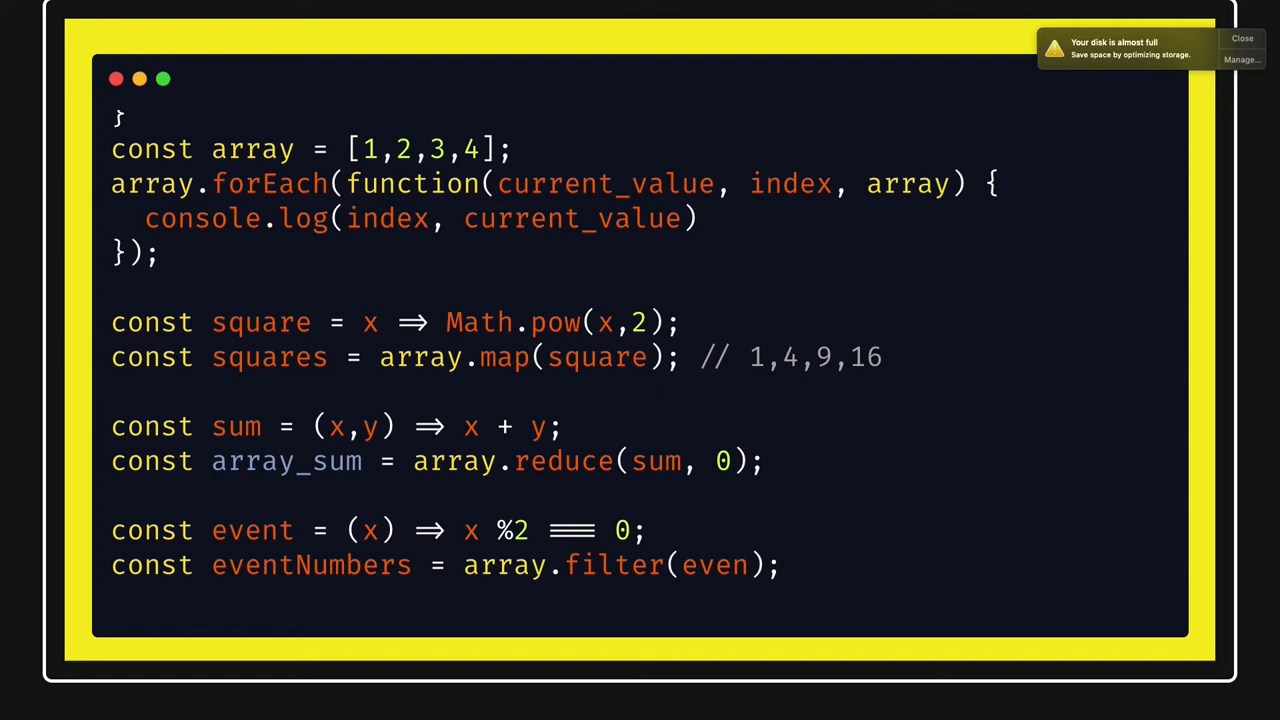 }
const array = [1,2,3,4];
array.forEach(function(current_value, index, array) {
  console.log(index, current_value)
});
const square = x => Math.pow(x,2);
const squares = array.map(square); // 1,4,9,16
const sum = (x,y) => x + y;
const array_sum = array.reduce(sum, 0);
const event = (x) => x %2 === 0;
const eventNumbers = array.filter(even);
Your disk is almost full
Save space by optimizing storage.
Close
Manage...